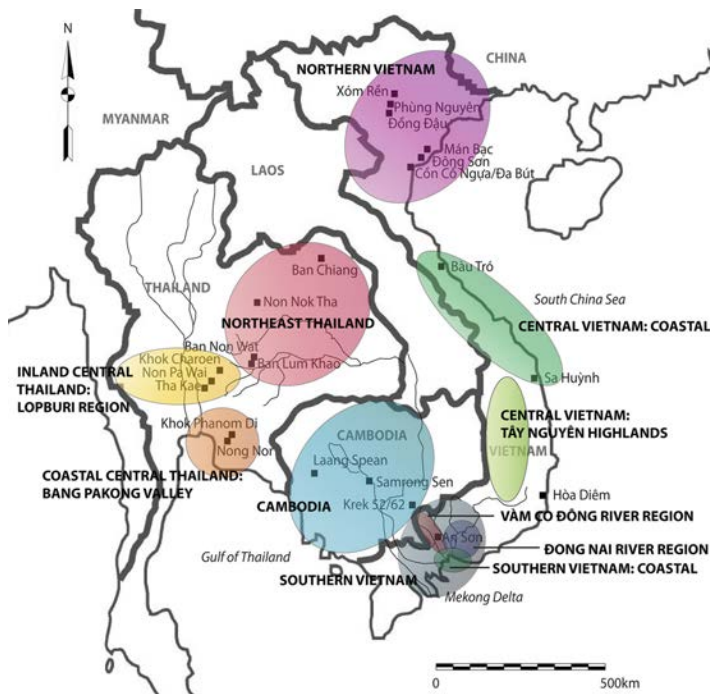 N
CHINA
NORTHERN VIETNAM
Xóm Rền
Phùng Nguyên
Đồng Đậu
MYANMAR
Mán Bạc
Đông Sơn
Cồn Cổ Ngựa/Đa Bút
LAOS
Ban Chiang
Bàu Tró
THAILAND
Non Nok Tha
South China Sea
NORTHEAST THAILAND
CENTRAL VIETNAM: COASTAL
Ban Non Wat
Khok Charoen
Ban Lum Khao
INLAND CENTRAL
THAILAND:
LOPBURI REGION
Non Pa Wai
Tha Kae
Sa Huỳnh
CENTRAL VIETNAM:
TÂY NGUYÊN HIGHLANDS
Khok Phanom Di
Nong Nor
CAMBODIA
VIETNAM
COASTAL CENTRAL THAILAND:
BANG PAKONG VALLEY
Laang Spean
Samrong Sen
Hòa Diêm
CAMBODIA
Krek 52/62
VÀM CỎ ĐÔNG RIVER REGION
An Sơn
Gulf of Thailand
ĐONG NAI RIVER REGION
SOUTHERN VIETNAM
SOUTHERN VIETNAM: COASTAL
Mekong Delta
0
500km